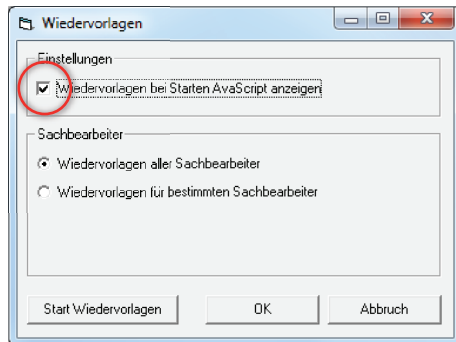 Wiedervorlagen
Einstellungen
Wiedervorlagen bei Starten AvaScript anzeigen
Sachbearbeiter
Wiedervorlagen aller Sachbearbeiter
Wiedervorlagen für bestimmten Sachbearbeiter
Start Wiedervorlagen OK Abbruch